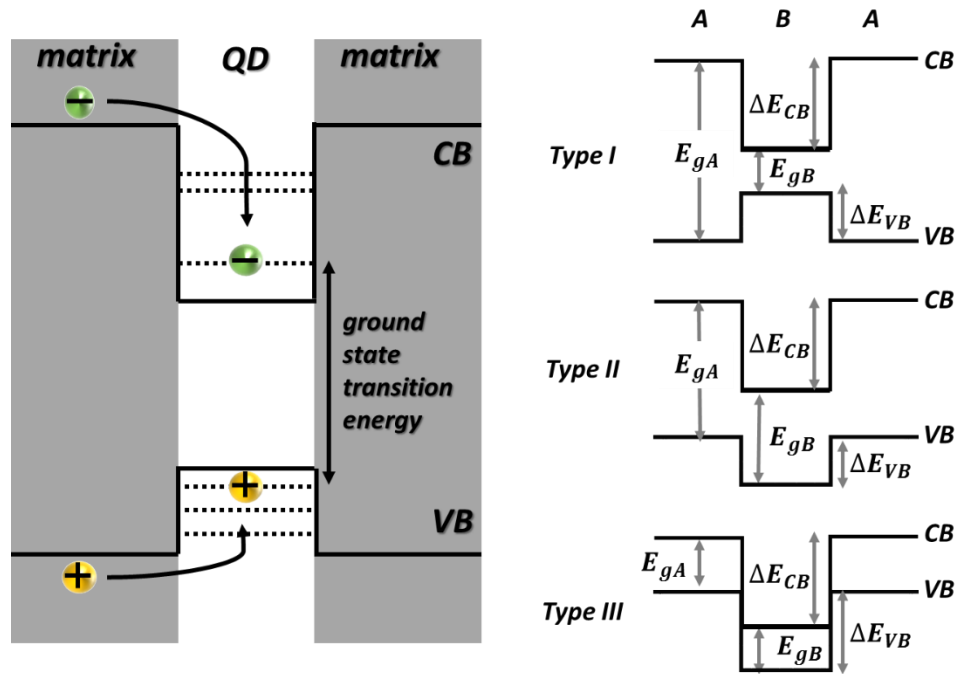 matrix QD matrix
−
CB
−
ground
state
transition
energy
+
VB
+
A B A
CB
ΔE_CB
Type I
E_gA
E_gB
ΔE_VB
VB
CB
ΔE_CB
E_gA
Type II
VB
E_gB
ΔE_VB
CB
E_gA
ΔE_CB
VB
Type III
ΔE_VB
E_gB